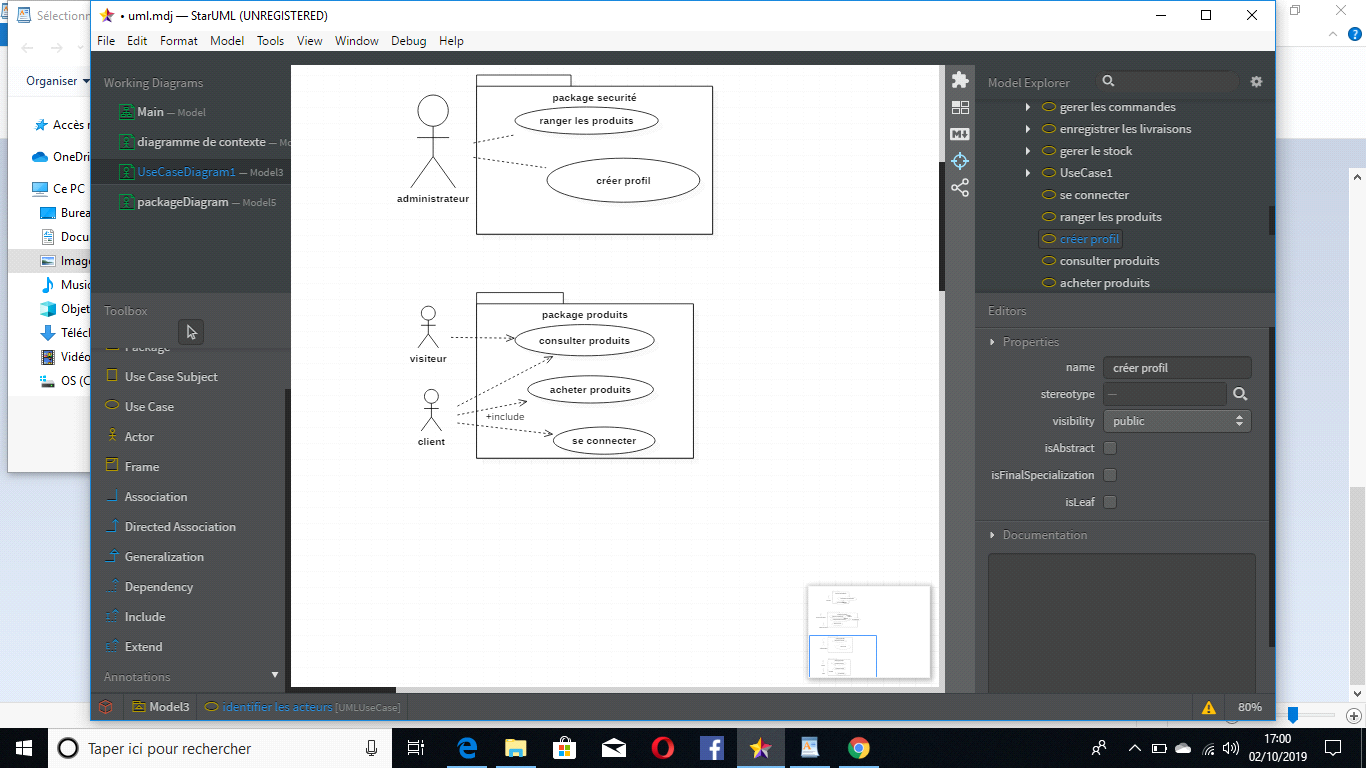 Sélectionn
• uml.mdj — StarUML (UNREGISTERED)
File Edit Format Model Tools View Window Debug Help
Organiser
Accès r
OneDri
Ce PC
Burea
Docu
Image
Music
Objet
Téléch
Vidéo
OS (C
Working Diagrams
Main — Model
diagramme de contexte — Mo
UseCaseDiagram1 — Model3
packageDiagram — Model5
Toolbox
Package
Use Case Subject
Use Case
Actor
Frame
Association
Directed Association
Generalization
Dependency
Include
Extend
Annotations
package securité
ranger les produits
créer profil
administrateur
package produits
visiteur
consulter produits
acheter produits
+include
client
se connecter
Model Explorer
gerer les commandes
enregistrer les livraisons
gerer le stock
UseCase1
se connecter
ranger les produits
créer profil
consulter produits
acheter produits
Editors
Properties
name créer profil
stereotype —
visibility public
isAbstract
isFinalSpecialization
isLeaf
Documentation
Model3 identifier les acteurs [UMLUseCase]
80%
Taper ici pour rechercher
17:00
02/10/2019